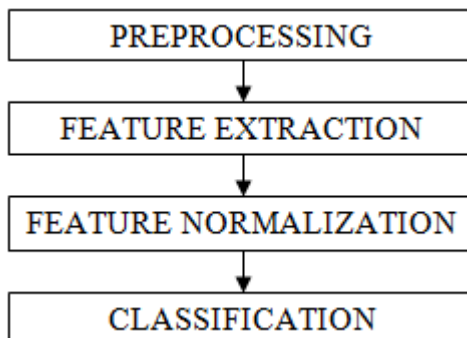 PREPROCESSING
FEATURE EXTRACTION
FEATURE NORMALIZATION
CLASSIFICATION